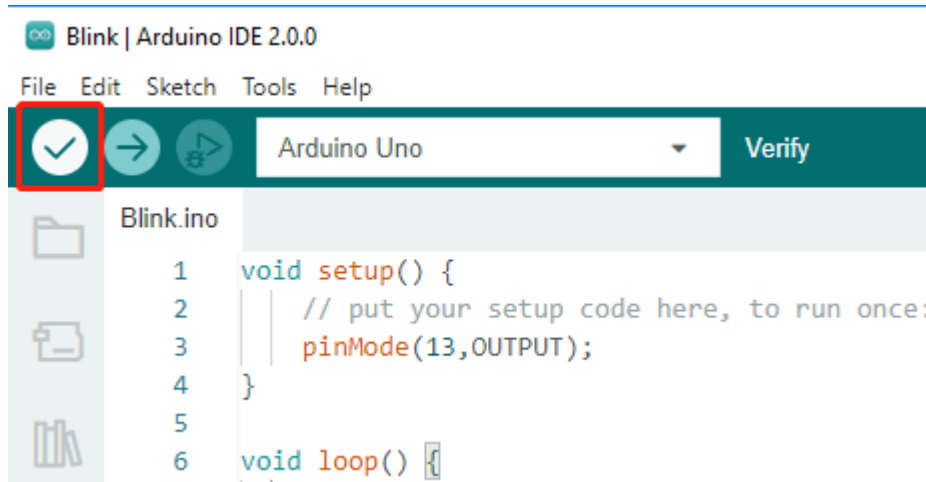 Blink | Arduino IDE 2.0.0
File Edit Sketch Tools Help
Arduino Uno Verify
Blink.ino
1 void setup() {
2 // put your setup code here, to run once:
3 pinMode(13,OUTPUT);
4 }
5
6 void loop() {